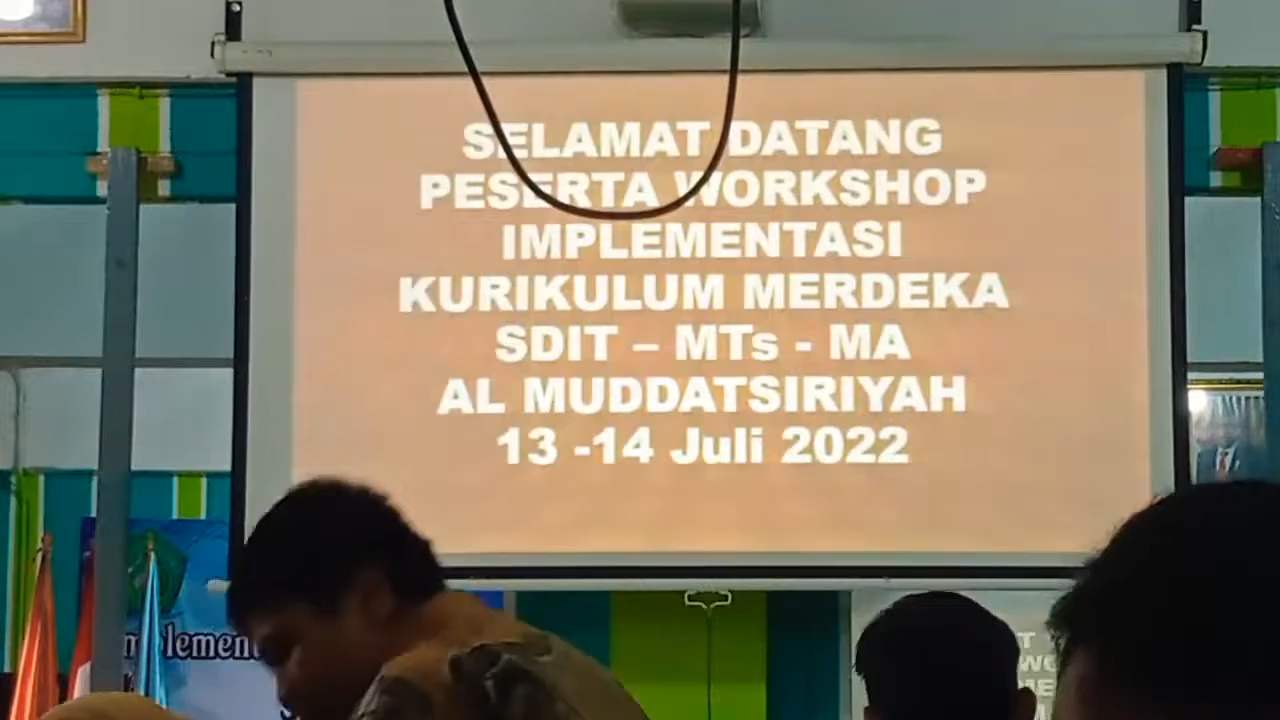 SELAMAT DATANG
PESERTA WORKSHOP
IMPLEMENTASI
KURIKULUM MERDEKA
SDIT – MTs - MA
AL MUDDATSIRIYAH
13 -14 Juli 2022